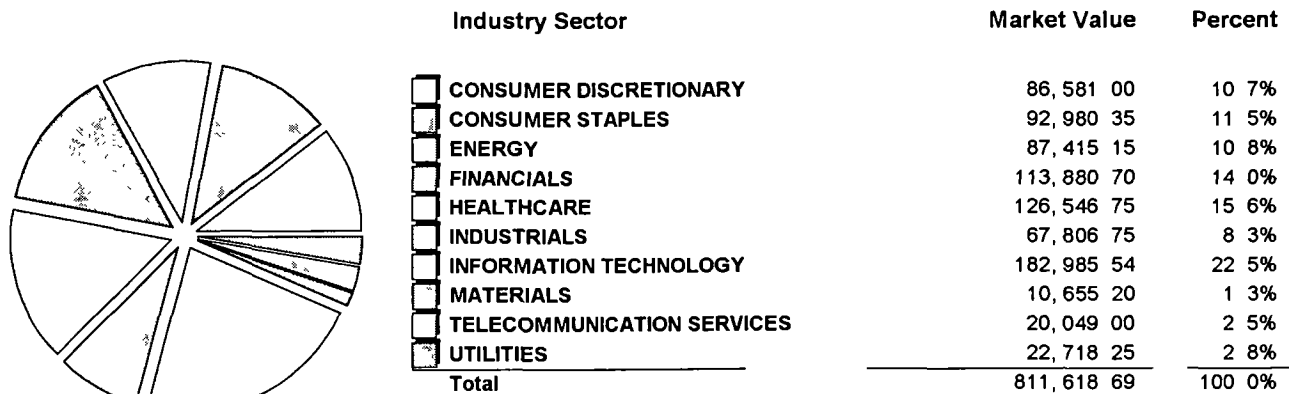 Industry Sector Market Value Percent
CONSUMER DISCRETIONARY 86, 581 00 10 7%
CONSUMER STAPLES 92, 980 35 11 5%
ENERGY 87, 415 15 10 8%
FINANCIALS 113, 880 70 14 0%
HEALTHCARE 126, 546 75 15 6%
INDUSTRIALS 67, 806 75 8 3%
INFORMATION TECHNOLOGY 182, 985 54 22 5%
MATERIALS 10, 655 20 1 3%
TELECOMMUNICATION SERVICES 20, 049 00 2 5%
UTILITIES 22, 718 25 2 8%
Total 811, 618 69 100 0%